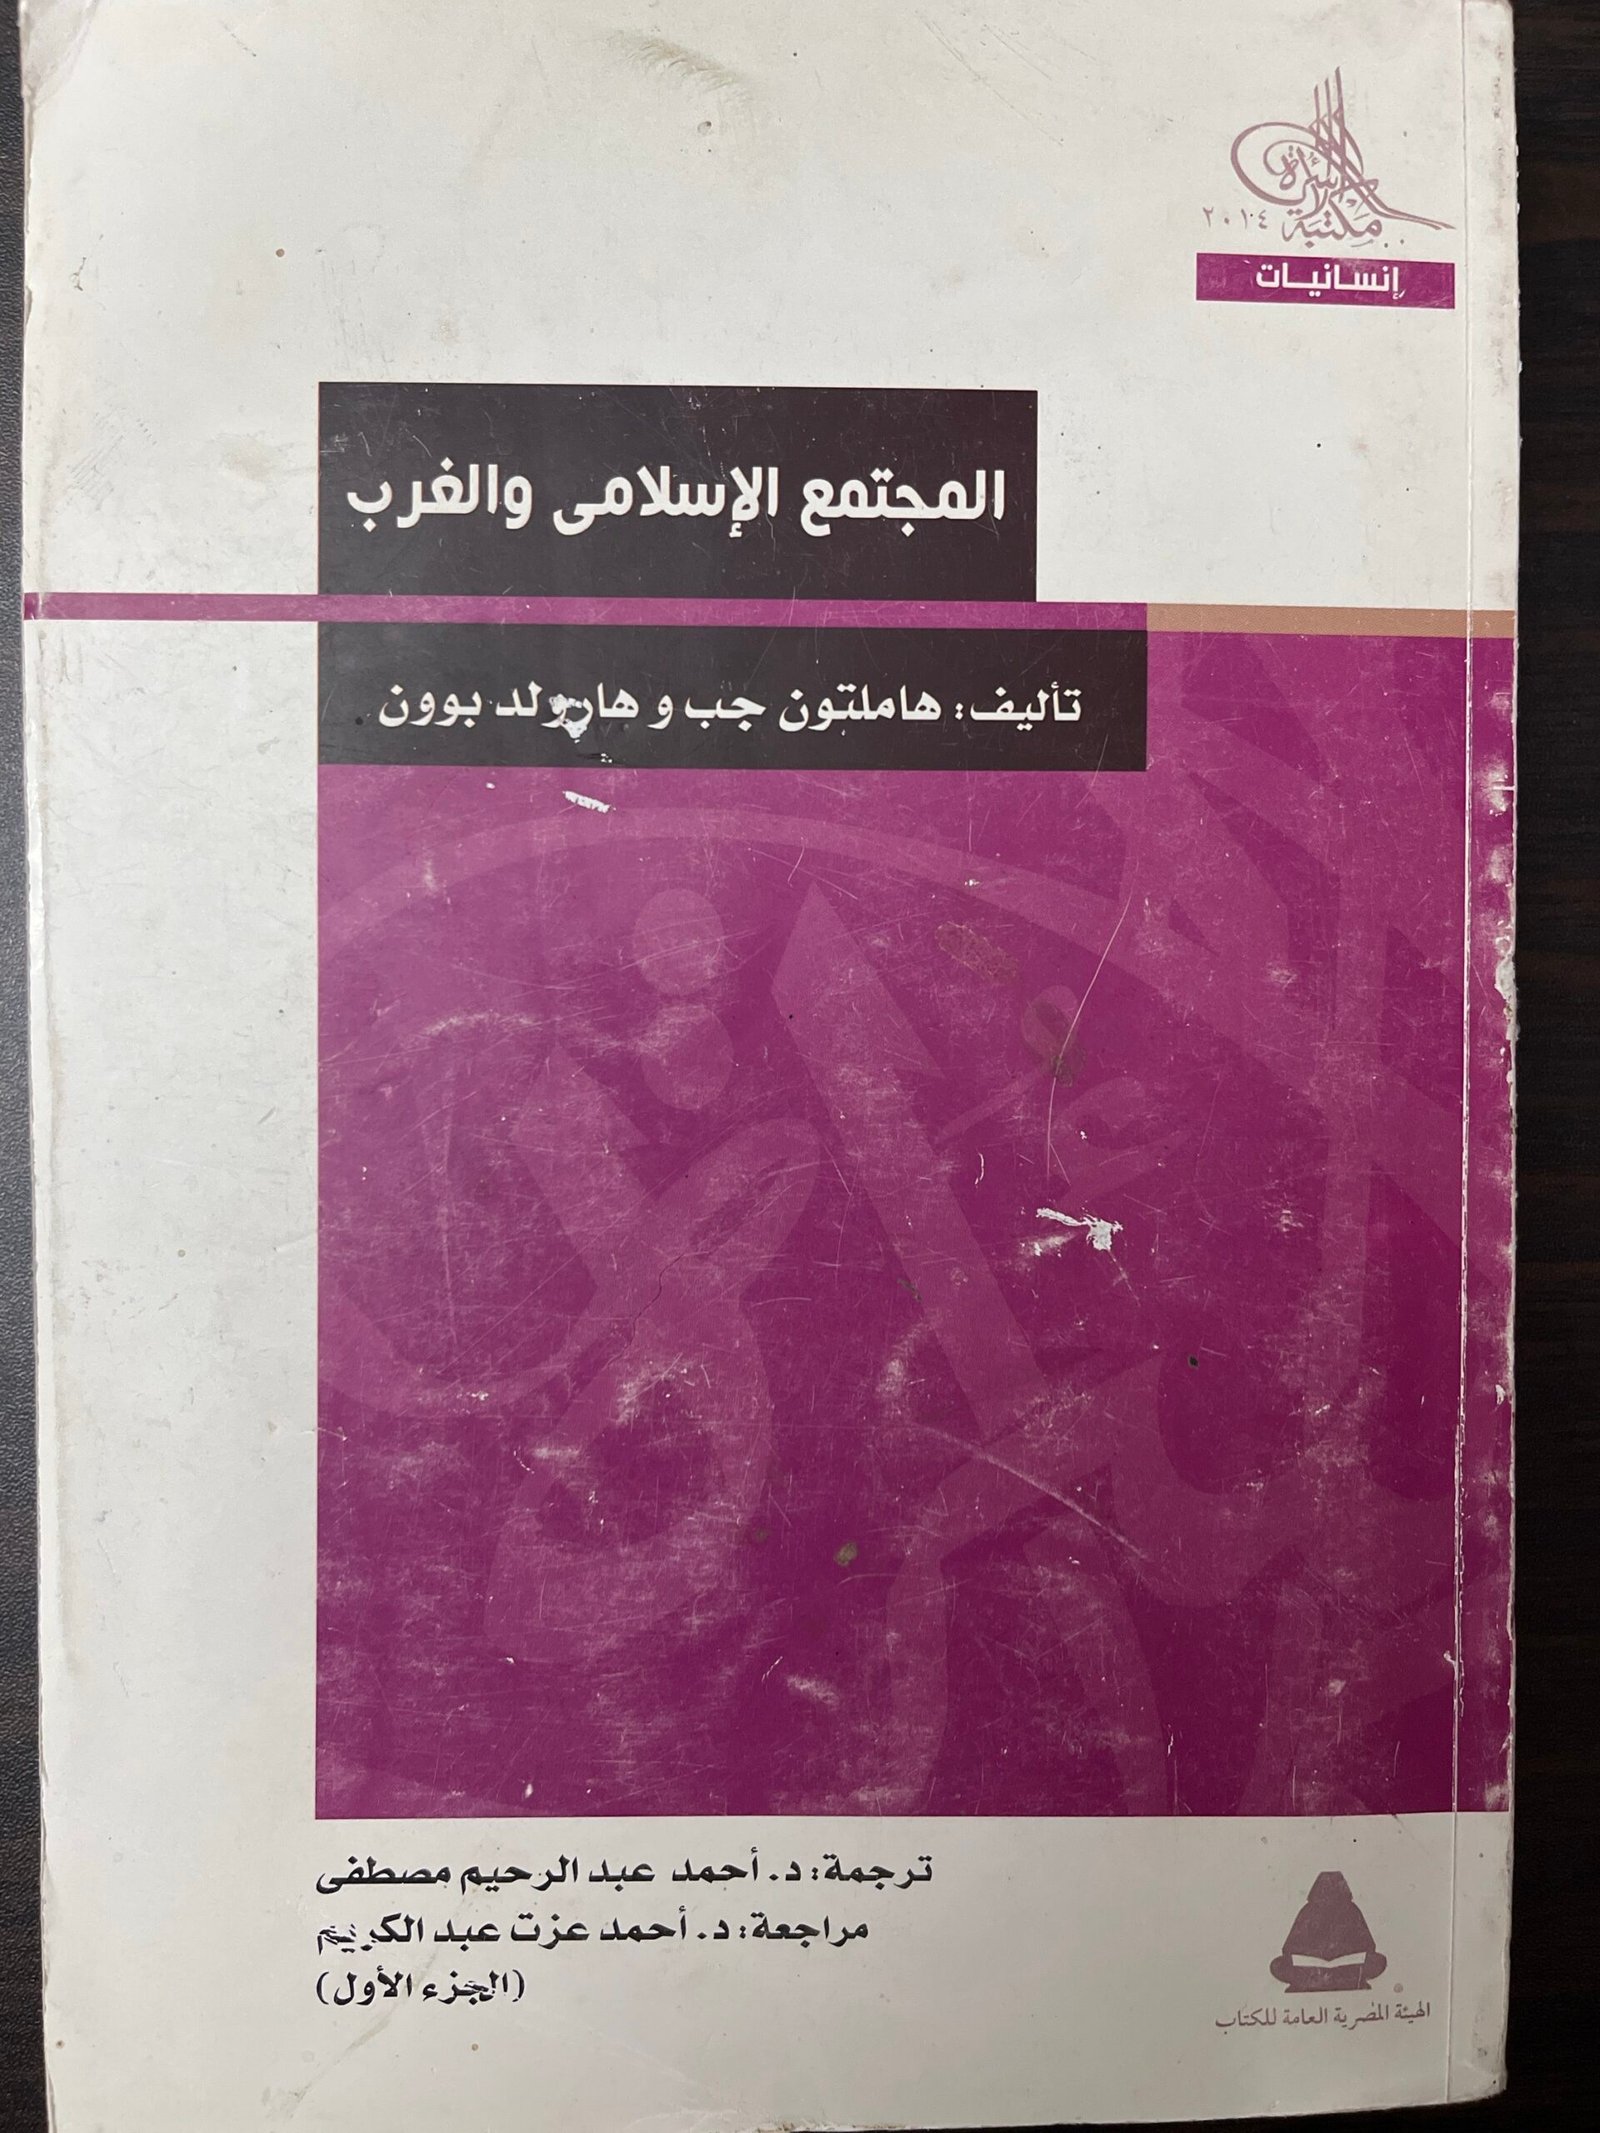 مكتبة الأسرة
٢٠١٤
إنسانيات
المجتمع الإسلامى والغرب
تأليف: هاملتون جب و هارولد بوون
ترجمة: د. أحمد عبد الرحيم مصطفى
مراجعة: د. أحمد عزت عبد الكريم
(الجزء الأول)
الهيئة المصرية العامة للكتاب